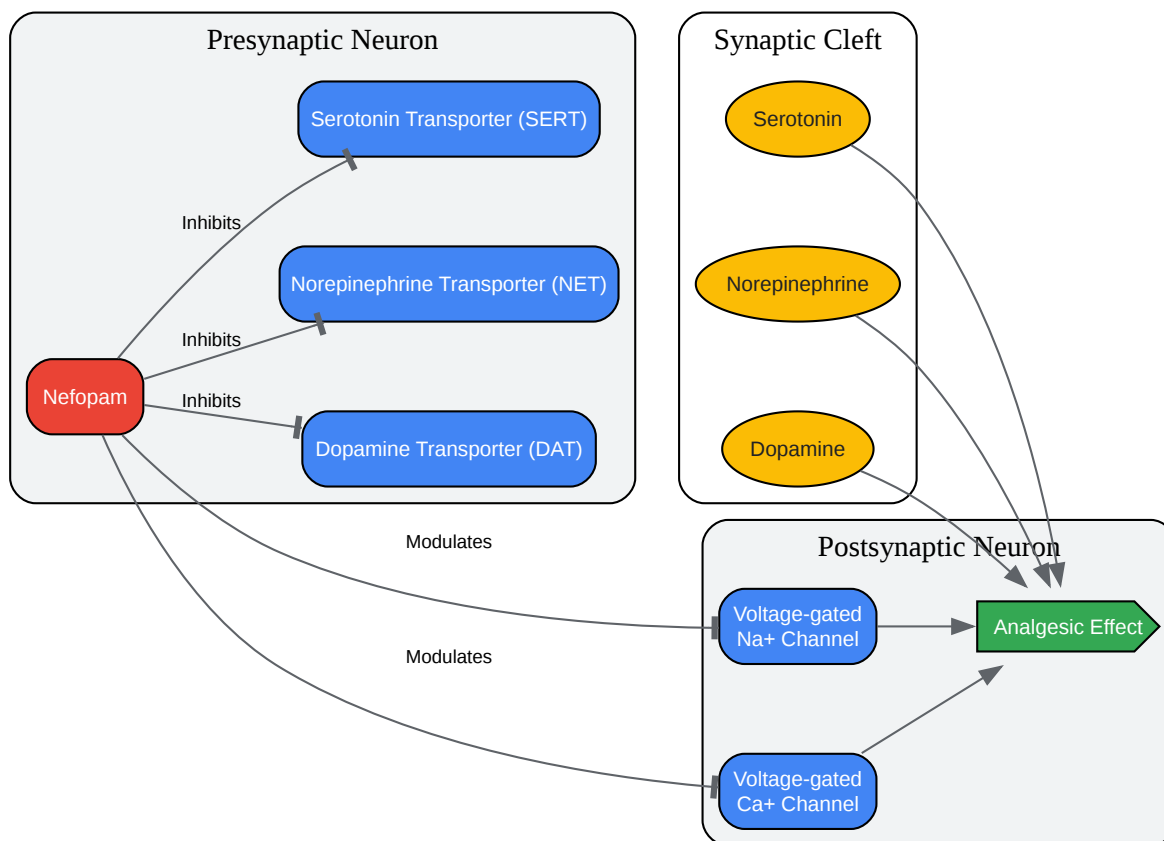 Presynaptic Neuron
Synaptic Cleft
Serotonin Transporter (SERT)
Serotonin
Inhibits
Norepinephrine Transporter (NET)
Norepinephrine
Inhibits
Nefopam
Inhibits
Dopamine Transporter (DAT)
Dopamine
Modulates
Postsynaptic Neuron
Voltage-gated
Na+ Channel
Analgesic Effect
Modulates
Voltage-gated
Ca+ Channel